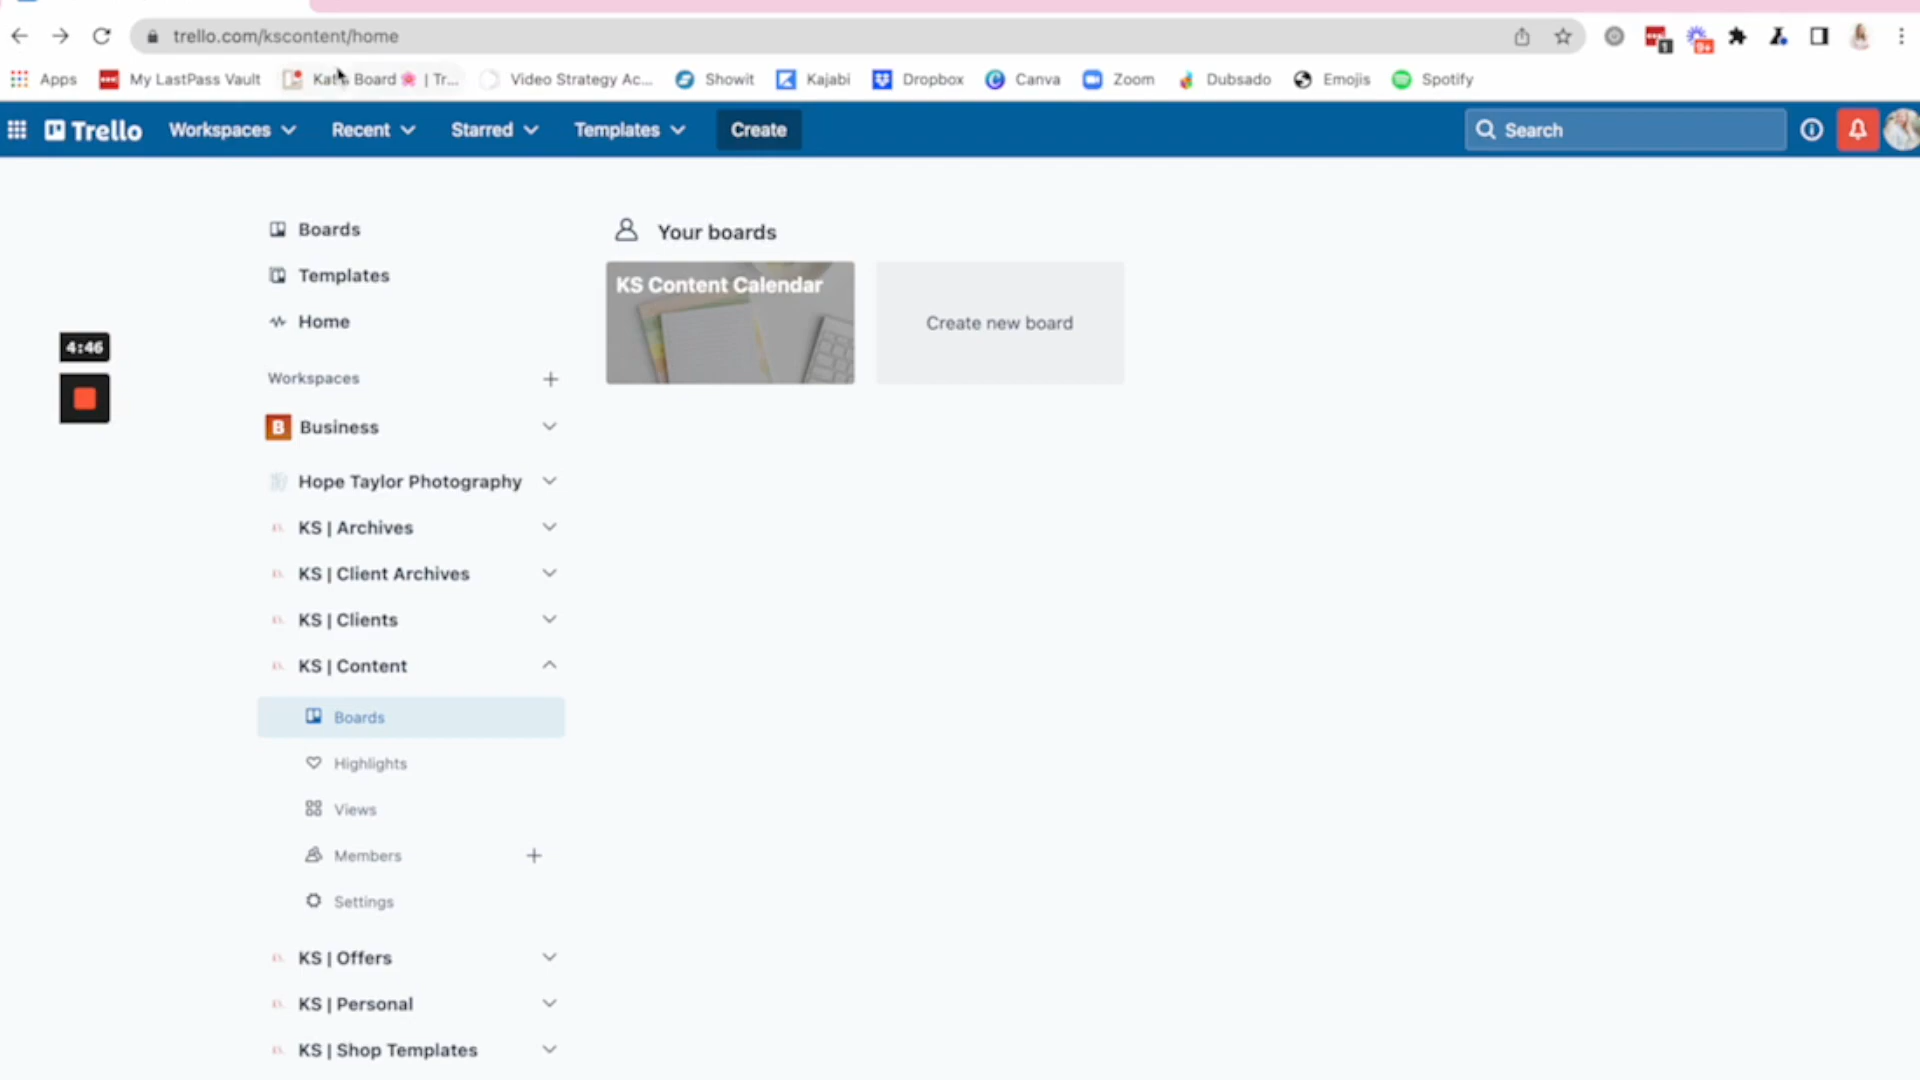 trello.com/kscontent/home
1
9+
Apps
My LastPass Vault
Kat's Board 🌸 | Tr...
Video Strategy Ac...
Showit
Kajabi
Dropbox
Canva
Zoom
Dubsado
Emojis
Spotify
Trello
Workspaces
Recent
Starred
Templates
Create
Search
Boards
Templates
Home
Workspaces
B Business
Hope Taylor Photography
KS | Archives
KS | Client Archives
KS | Clients
KS | Content
Boards
Highlights
Views
Members
Settings
KS | Offers
KS | Personal
KS | Shop Templates
Your boards
KS Content Calendar
Create new board
4:46